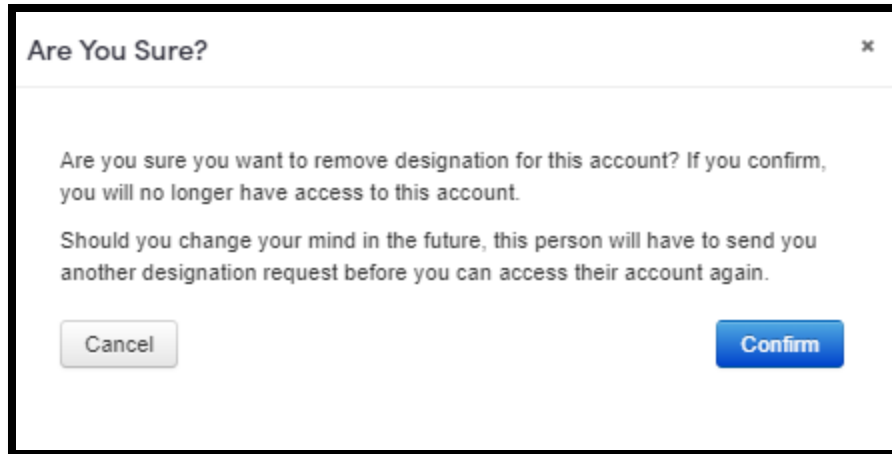 Are You Sure?
Are you sure you want to remove designation for this account? If you confirm,
you will no longer have access to this account.
Should you change your mind in the future, this person will have to send you
another designation request before you can access their account again.
Cancel
Confirm